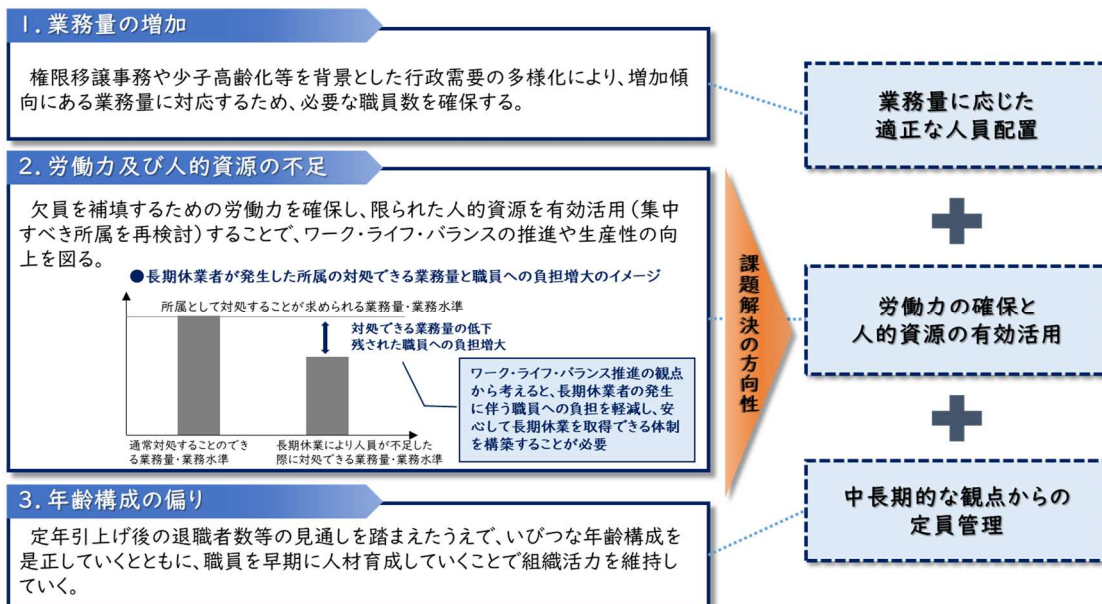 1.業務量の増加
権限移譲事務や少子高齢化等を背景とした行政需要の多様化により、増加傾
向にある業務量に対応するため、必要な職員数を確保する。
2.労働力及び人的資源の不足
欠員を補填するための労働力を確保し、限られた人的資源を有効活用(集中
すべき所属を再検討)することで、ワーク・ライフ・バランスの推進や生産性の向
上を図る。
●長期休業者が発生した所属の対処できる業務量と職員への負担増大のイメージ
所属として対処することが求められる業務量・業務水準
対処できる業務量の低下
残された職員への負担増大
ワーク・ライフ・バランス推進の観点
から考えると、長期休業者の発生
に伴う職員への負担を軽減し、安
心して長期休業を取得できる体制
を構築することが必要
通常対処することのでき
る業務量・業務水準
長期休業により人員が不足した
際に対処できる業務量・業務水準
3.年齢構成の偏り
定年引上げ後の退職者数等の見通しを踏まえたうえで、いびつな年齢構成を
是正していくとともに、職員を早期に人材育成していくことで組織活力を維持し
ていく。
課題解決の方向性
業務量に応じた
適正な人員配置
労働力の確保と
人的資源の有効活用
中長期的な観点からの
定員管理